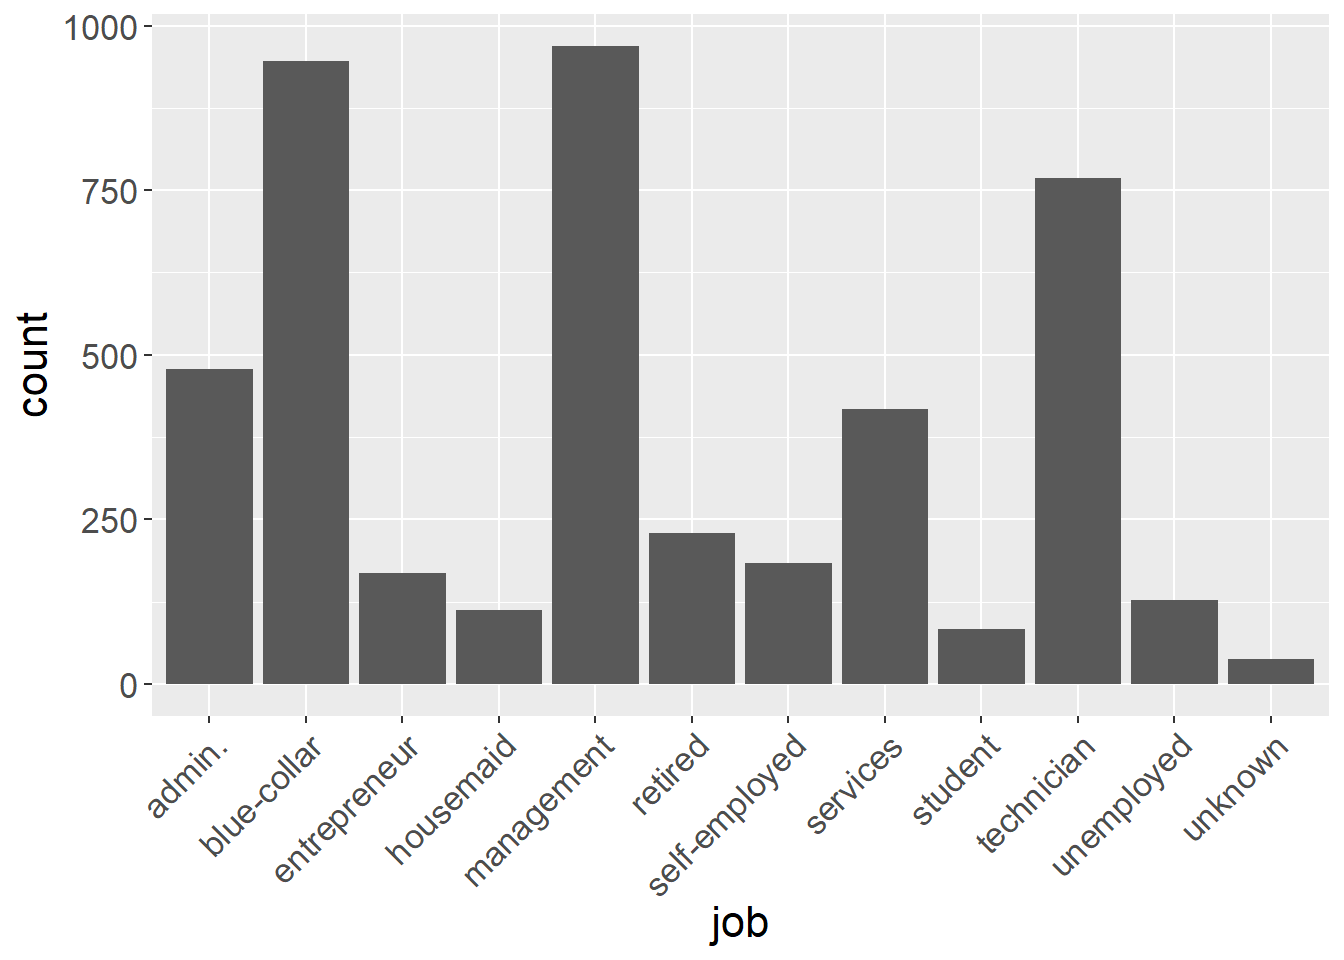 1000
750
500
250
0
count
admin.
blue-collar
entrepreneur
housemaid
management
retired
self-employed
services
student
technician
unemployed
unknown
job